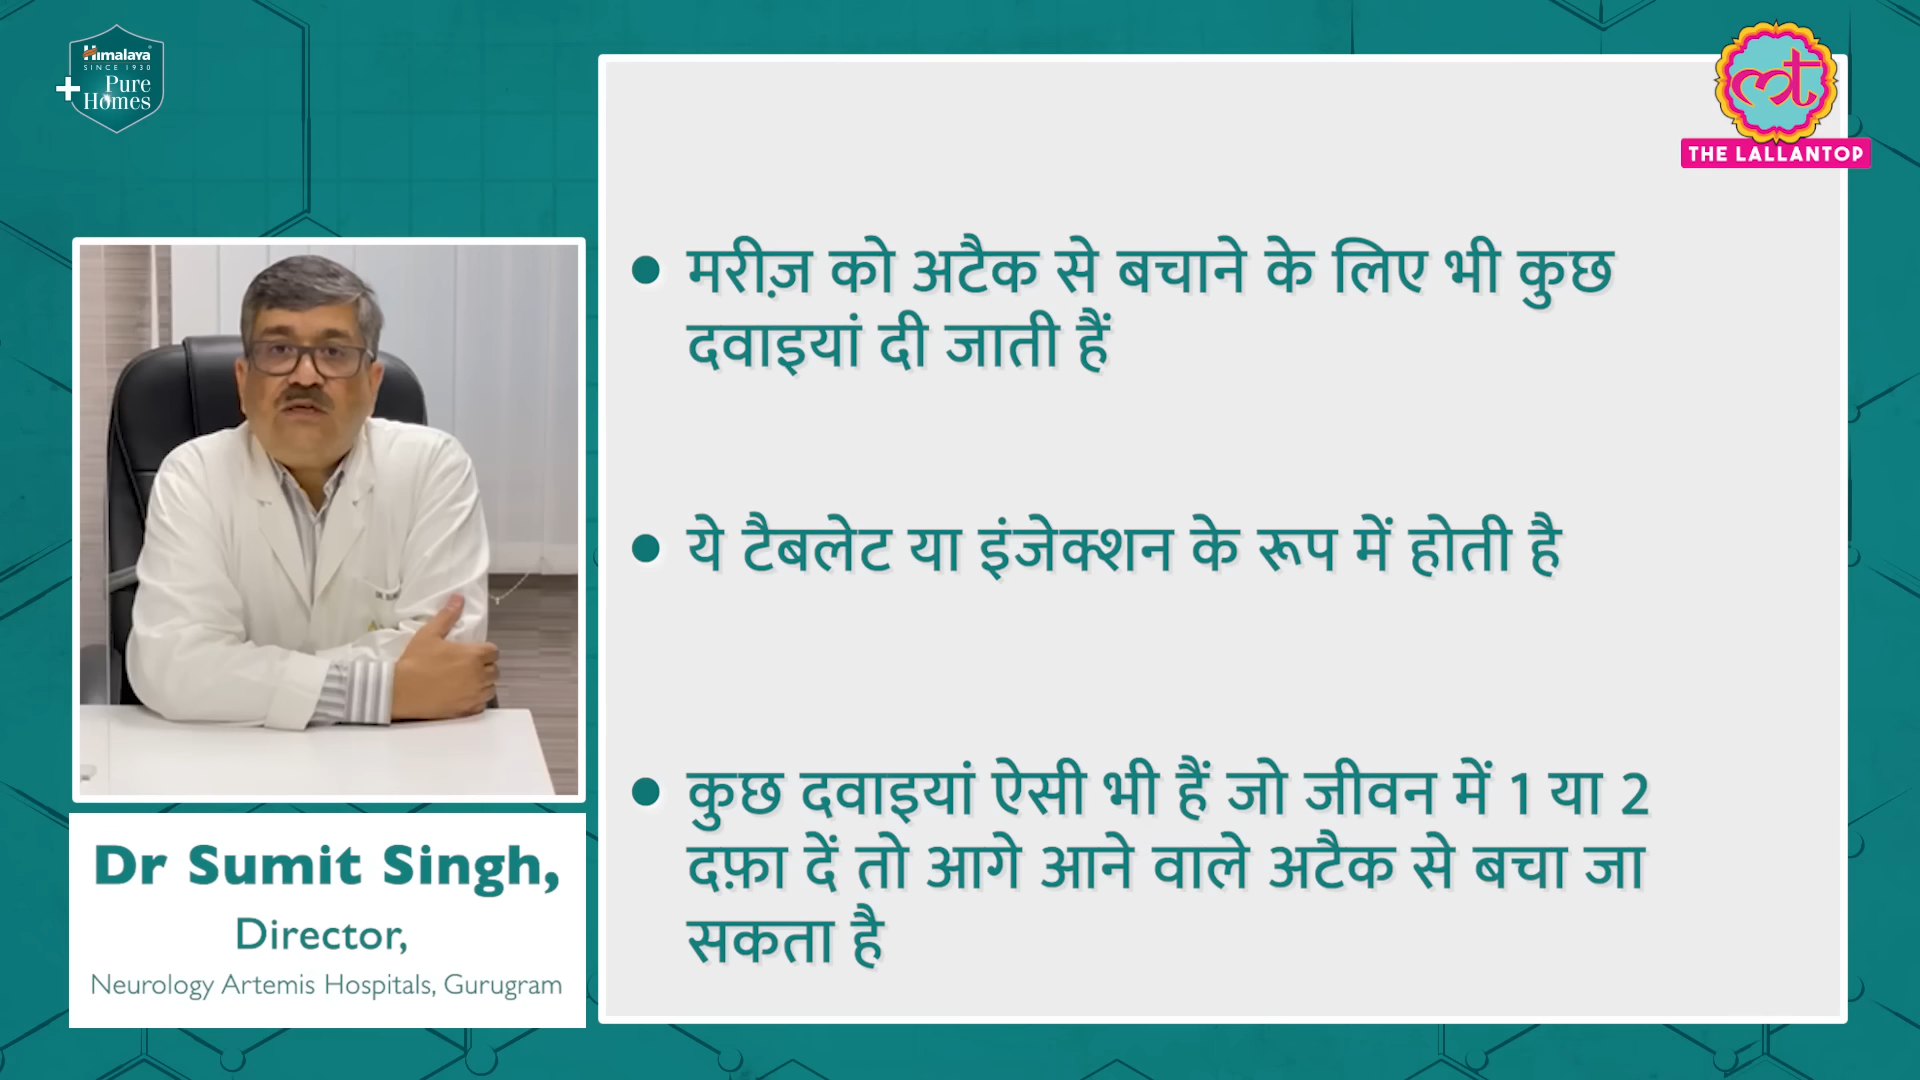 Himalaya
SINCE 1930
+ Pure
Homes
THE LALLANTOP
• मरीज़ को अटैक से बचाने के लिए भी कुछ
दवाइयां दी जाती हैं
• ये टैबलेट या इंजेक्शन के रूप में होती है
• कुछ दवाइयां ऐसी भी हैं जो जीवन में 1 या 2
दफ़ा दें तो आगे आने वाले अटैक से बचा जा
सकता है
Dr Sumit Singh,
Director,
Neurology Artemis Hospitals, Gurugram